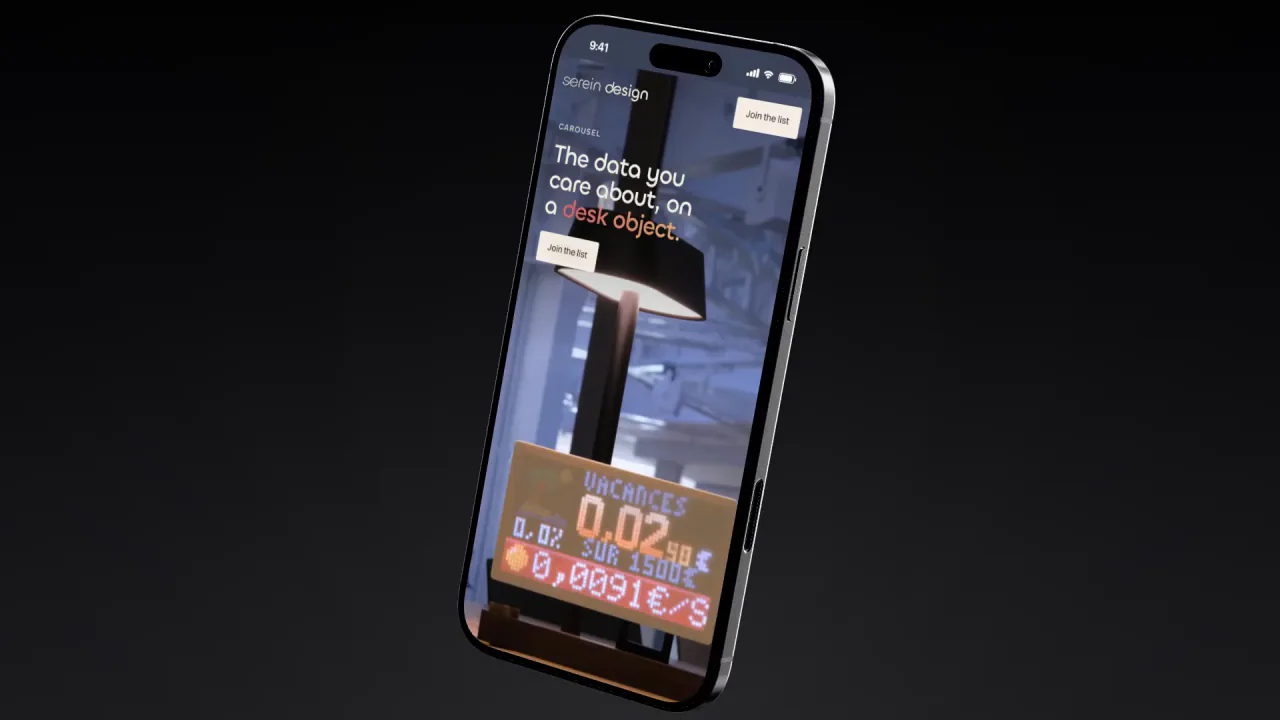 9:41
serein design
Join the list
CAROUSEL
The data you
care about, on
a desk object.
Join the list
VACANCES
0.0290€
0,0% SUR 1500€
0,0091€/S